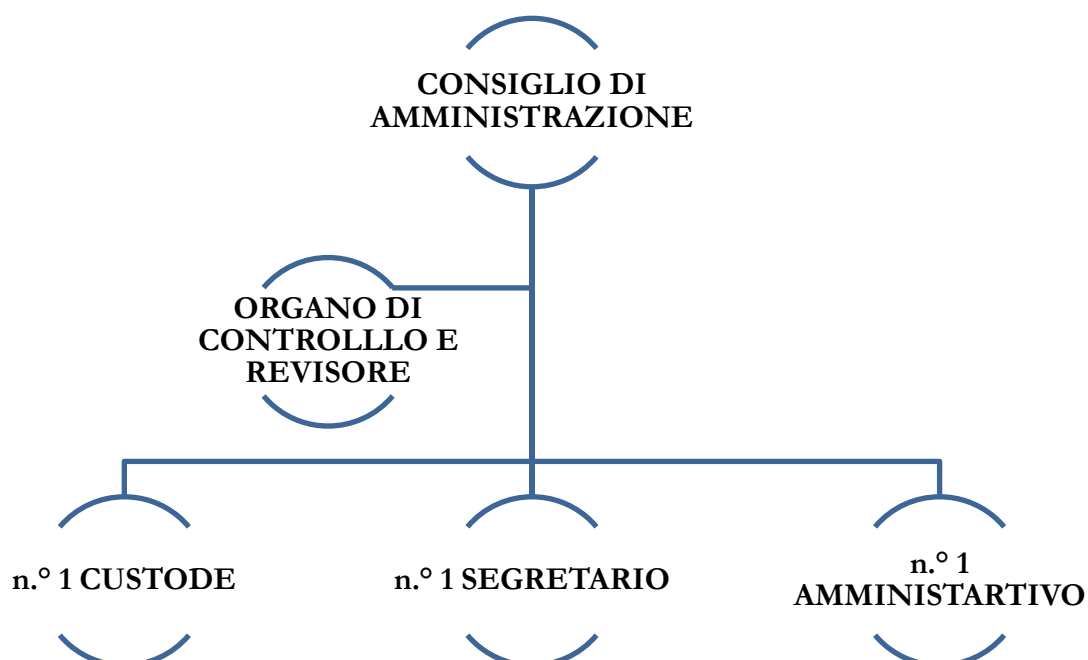 CONSIGLIO DI
AMMINISTRAZIONE
ORGANO DI
CONTROLLLO E
REVISORE
n.° 1 CUSTODE
n.° 1 SEGRETARIO
n.° 1
AMMINISTARTIVO